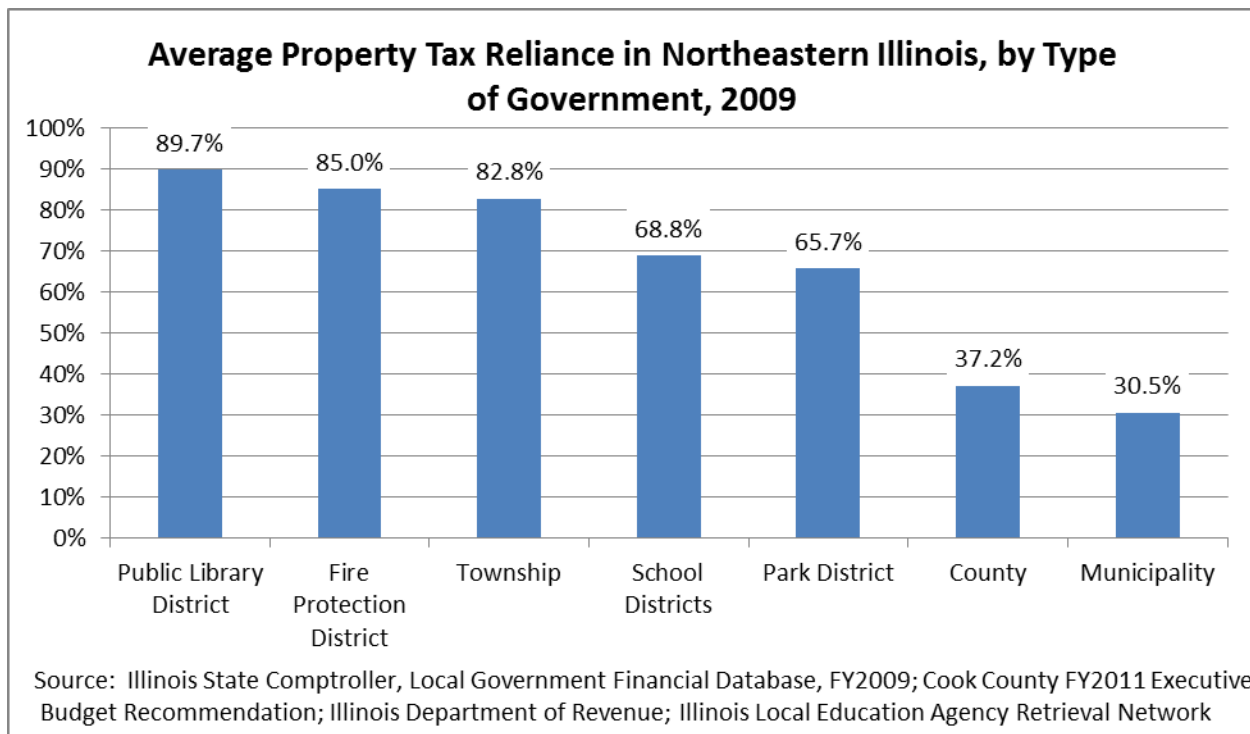 Average Property Tax Reliance in Northeastern Illinois, by Type
of Government, 2009
100%
90%
80%
70%
60%
50%
40%
30%
20%
10%
0%
89.7%
85.0%
82.8%
68.8%
65.7%
37.2%
30.5%
Public Library
District
Fire
Protection
District
Township
School
Districts
Park District
County
Municipality
Source: Illinois State Comptroller, Local Government Financial Database, FY2009; Cook County FY2011 Executive
Budget Recommendation; Illinois Department of Revenue; Illinois Local Education Agency Retrieval Network